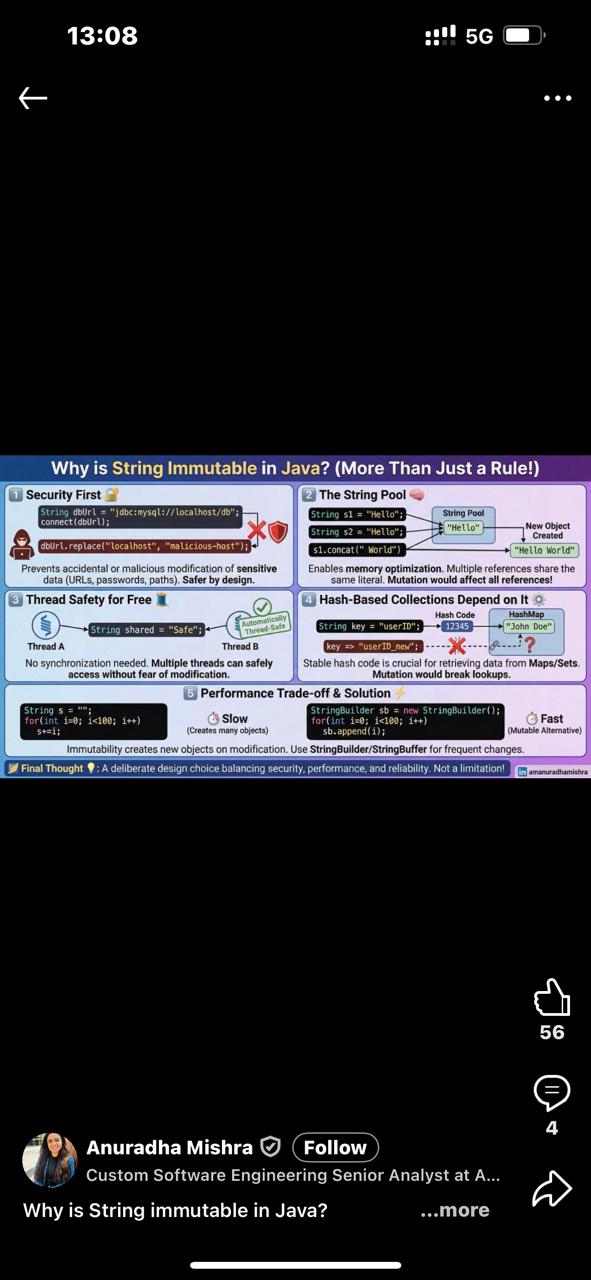 13:08
5G
Why is String Immutable in Java? (More Than Just a Rule!)
1 Security First
String dbUrl = "jdbc:mysql://localhost/db";
connect(dbUrl);
dbUrl.replace("localhost", "malicious-host");
Prevents accidental or malicious modification of sensitive
data (URLs, passwords, paths). Safer by design.
2 The String Pool
String s1 = "Hello";
String s2 = "Hello";
s1.concat(" World")
String Pool
"Hello"
New Object
Created
"Hello World"
Enables memory optimization. Multiple references share the
same literal. Mutation would affect all references!
3 Thread Safety for Free
Thread A
String shared = "Safe";
Automatically
Thread-Safe
Thread B
No synchronization needed. Multiple threads can safely
access without fear of modification.
4 Hash-Based Collections Depend on It
String key = "userID";
Hash Code
12345
HashMap
"John Doe"
key => "userID_new";
?
Stable hash code is crucial for retrieving data from Maps/Sets.
Mutation would break lookups.
5 Performance Trade-off & Solution
String s = "";
for(int i=0; i<100; i++)
s+=i;
Slow
(Creates many objects)
StringBuilder sb = new StringBuilder();
for(int i=0; i<100; i++)
sb.append(i);
Fast
(Mutable Alternative)
Immutability creates new objects on modification. Use StringBuilder/StringBuffer for frequent changes.
Final Thought : A deliberate design choice balancing security, performance, and reliability. Not a limitation!
in amanuradhamishra
56
4
Anuradha Mishra
Follow
Custom Software Engineering Senior Analyst at A...
Why is String immutable in Java?
...more